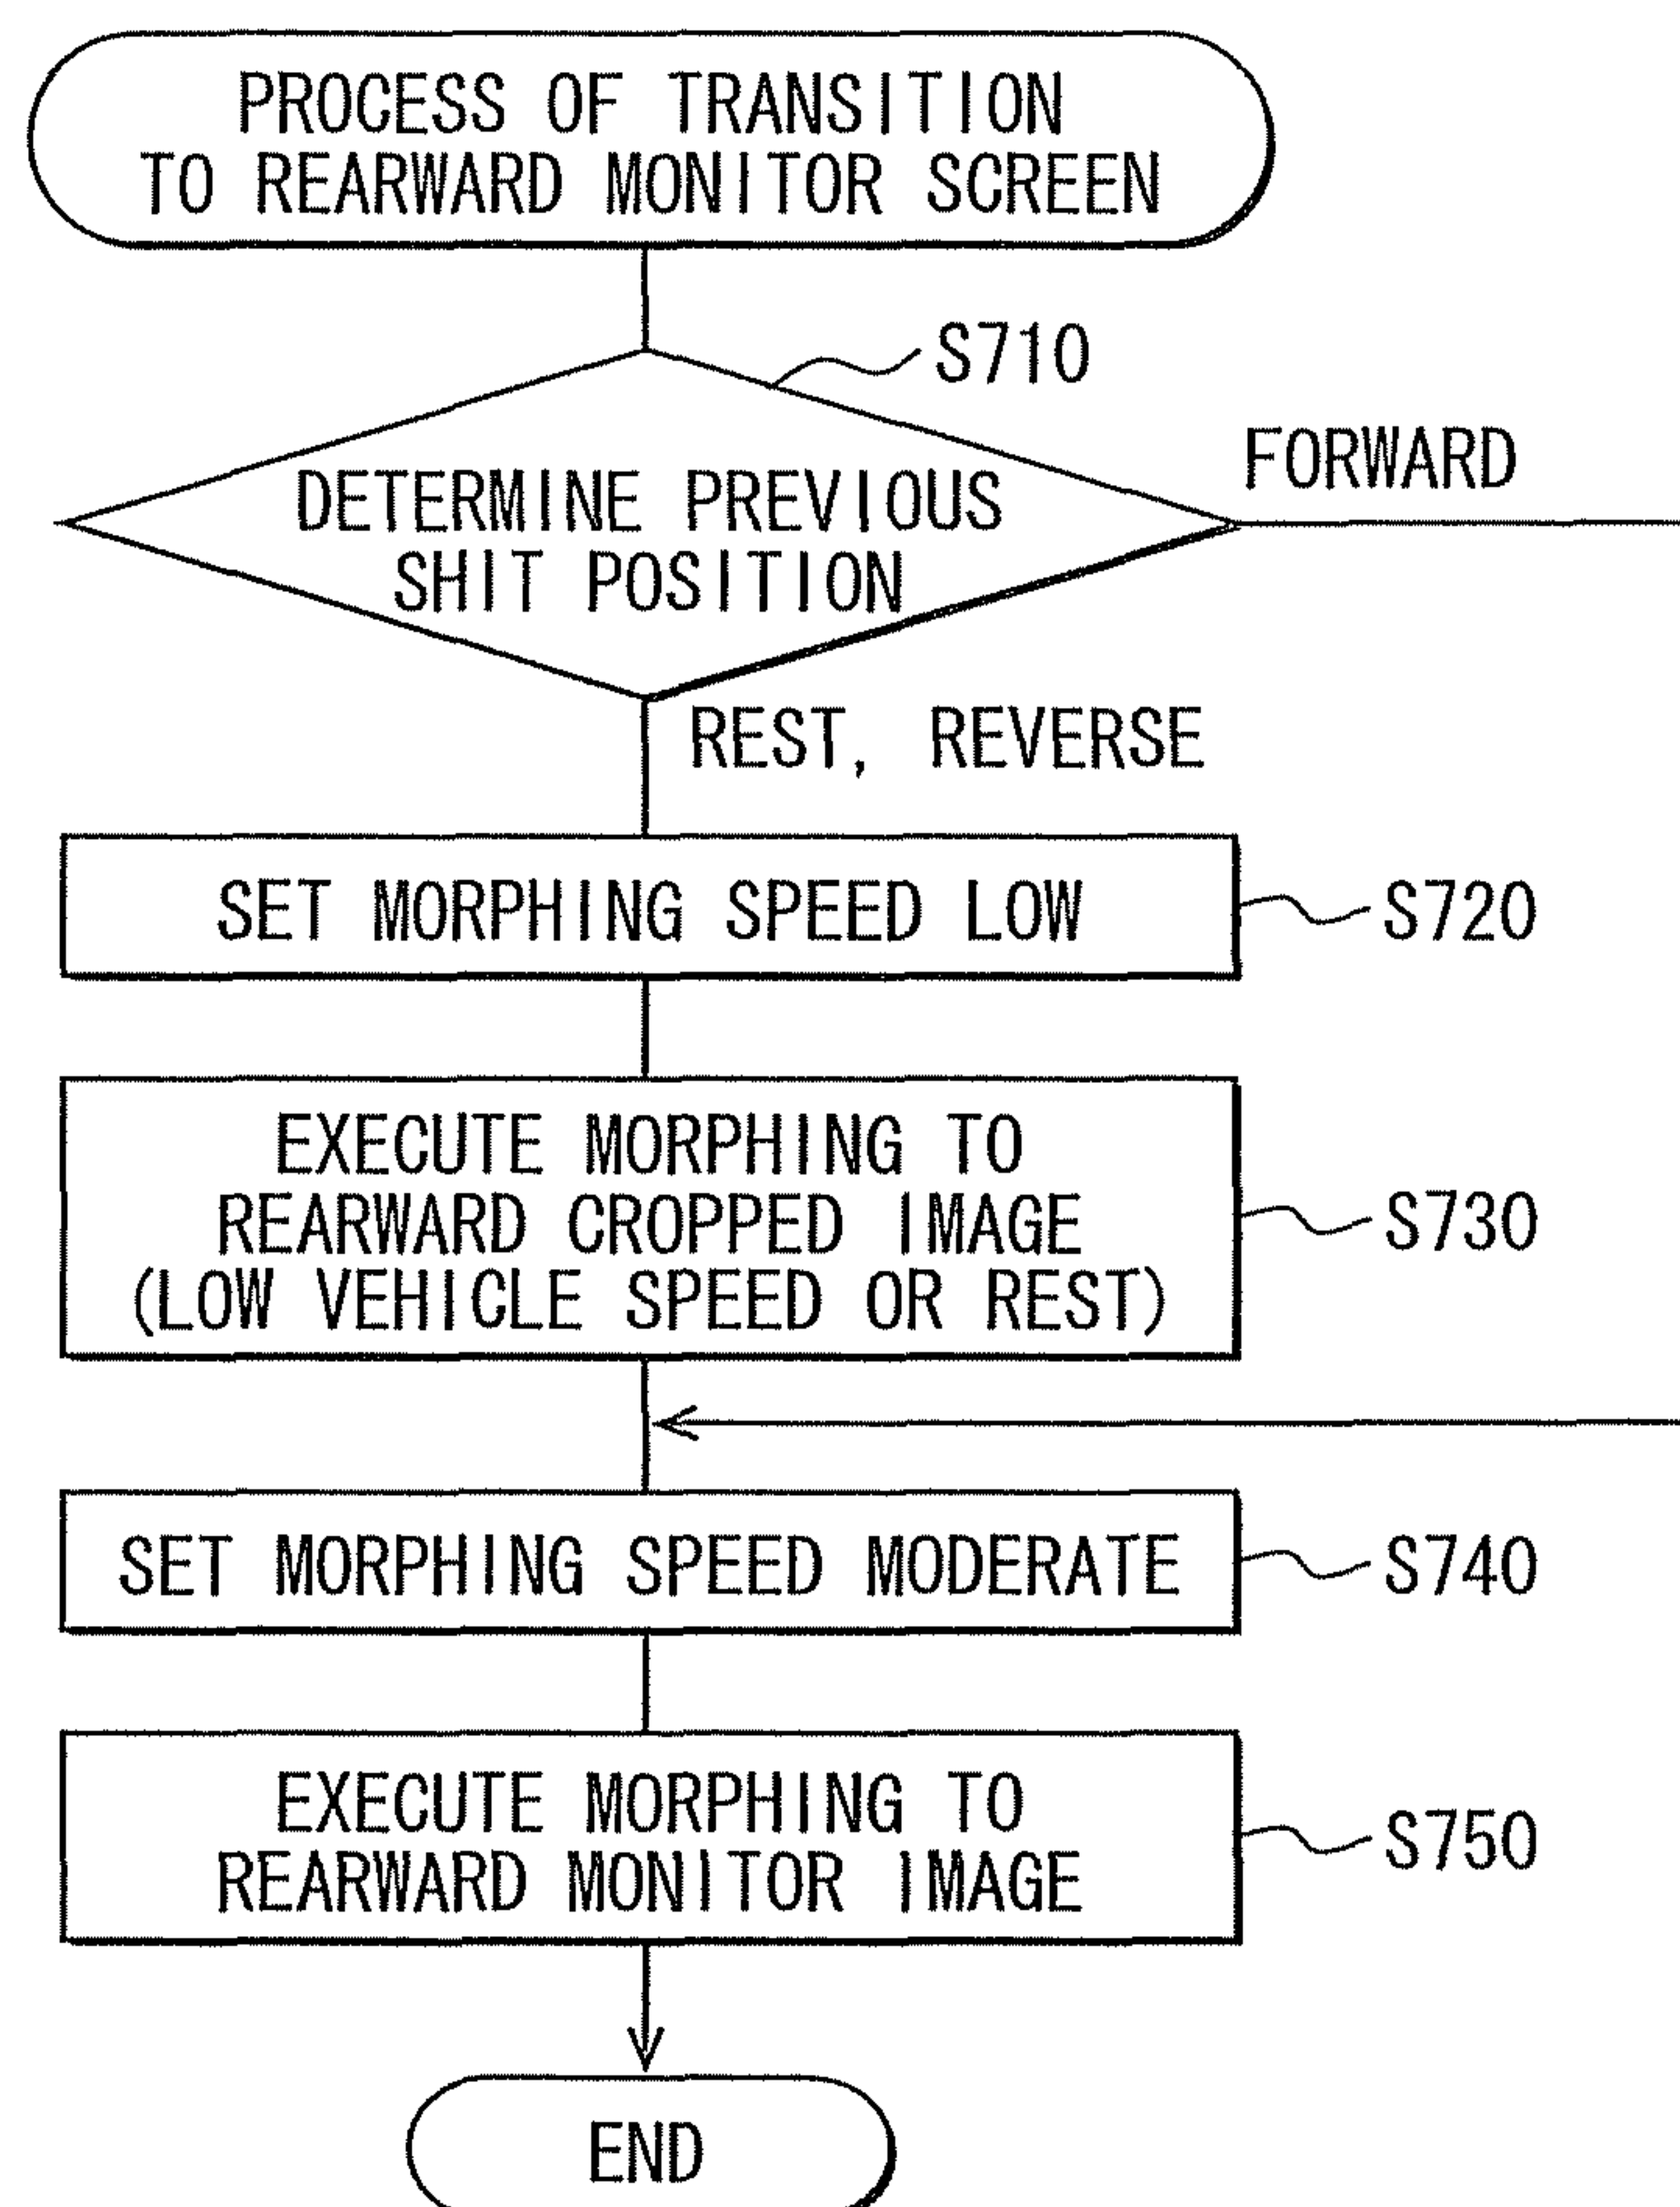 PROCESS OF TRANSITION
TO REARWARD MONITOR SCREEN
S710
FORWARD
DETERMINE PREVIOUS
SHIT POSITION
REST, REVERSE
SET MORPHING SPEED LOW
S720
EXECUTE MORPHING TO
REARWARD CROPPED IMAGE
(LOW VEHICLE SPEED OR REST)
S730
SET MORPHING SPEED MODERATE
S740
EXECUTE MORPHING TO
REARWARD MONITOR IMAGE
S750
END